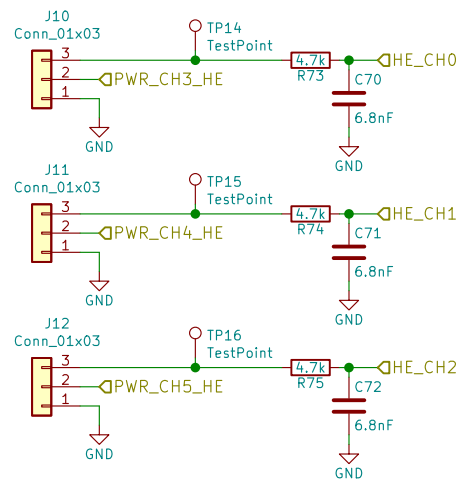 J10
Conn_01x03
3
2
1
PWR_CH3_HE
GND
TP14
TestPoint
4.7k
R73
HE_CH0
C70
6.8nF
GND
J11
Conn_01x03
3
2
1
PWR_CH4_HE
GND
TP15
TestPoint
4.7k
R74
HE_CH1
C71
6.8nF
GND
J12
Conn_01x03
3
2
1
PWR_CH5_HE
GND
TP16
TestPoint
4.7k
R75
HE_CH2
C72
6.8nF
GND